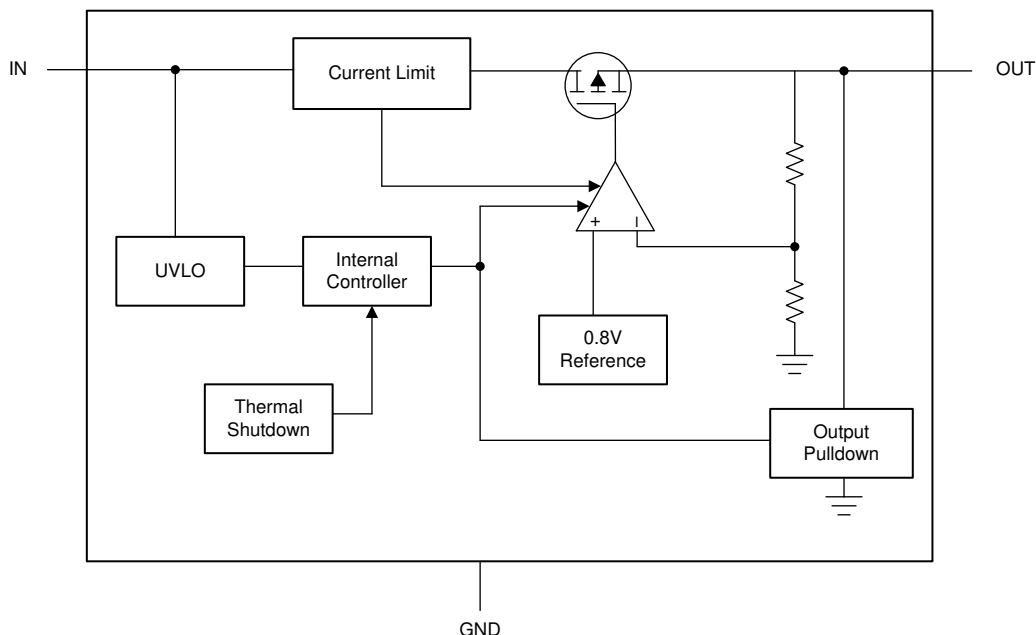 IN
Current Limit
OUT
+
–
UVLO
Internal
Controller
0.8V
Reference
Thermal
Shutdown
Output
Pulldown
GND